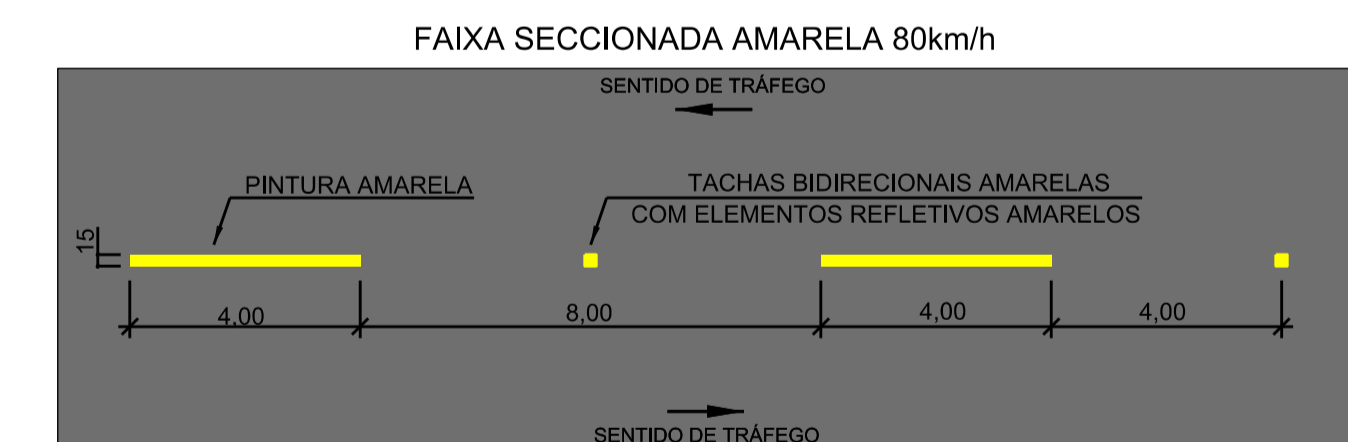 FAIXA SECCIONADA AMARELA 80km/h
SENTIDO DE TRÁFEGO
PINTURA AMARELA
TACHAS BIDIRECIONAIS AMARELAS
COM ELEMENTOS REFLETIVOS AMARELOS
15
4,00
8,00
4,00
4,00
SENTIDO DE TRÁFEGO